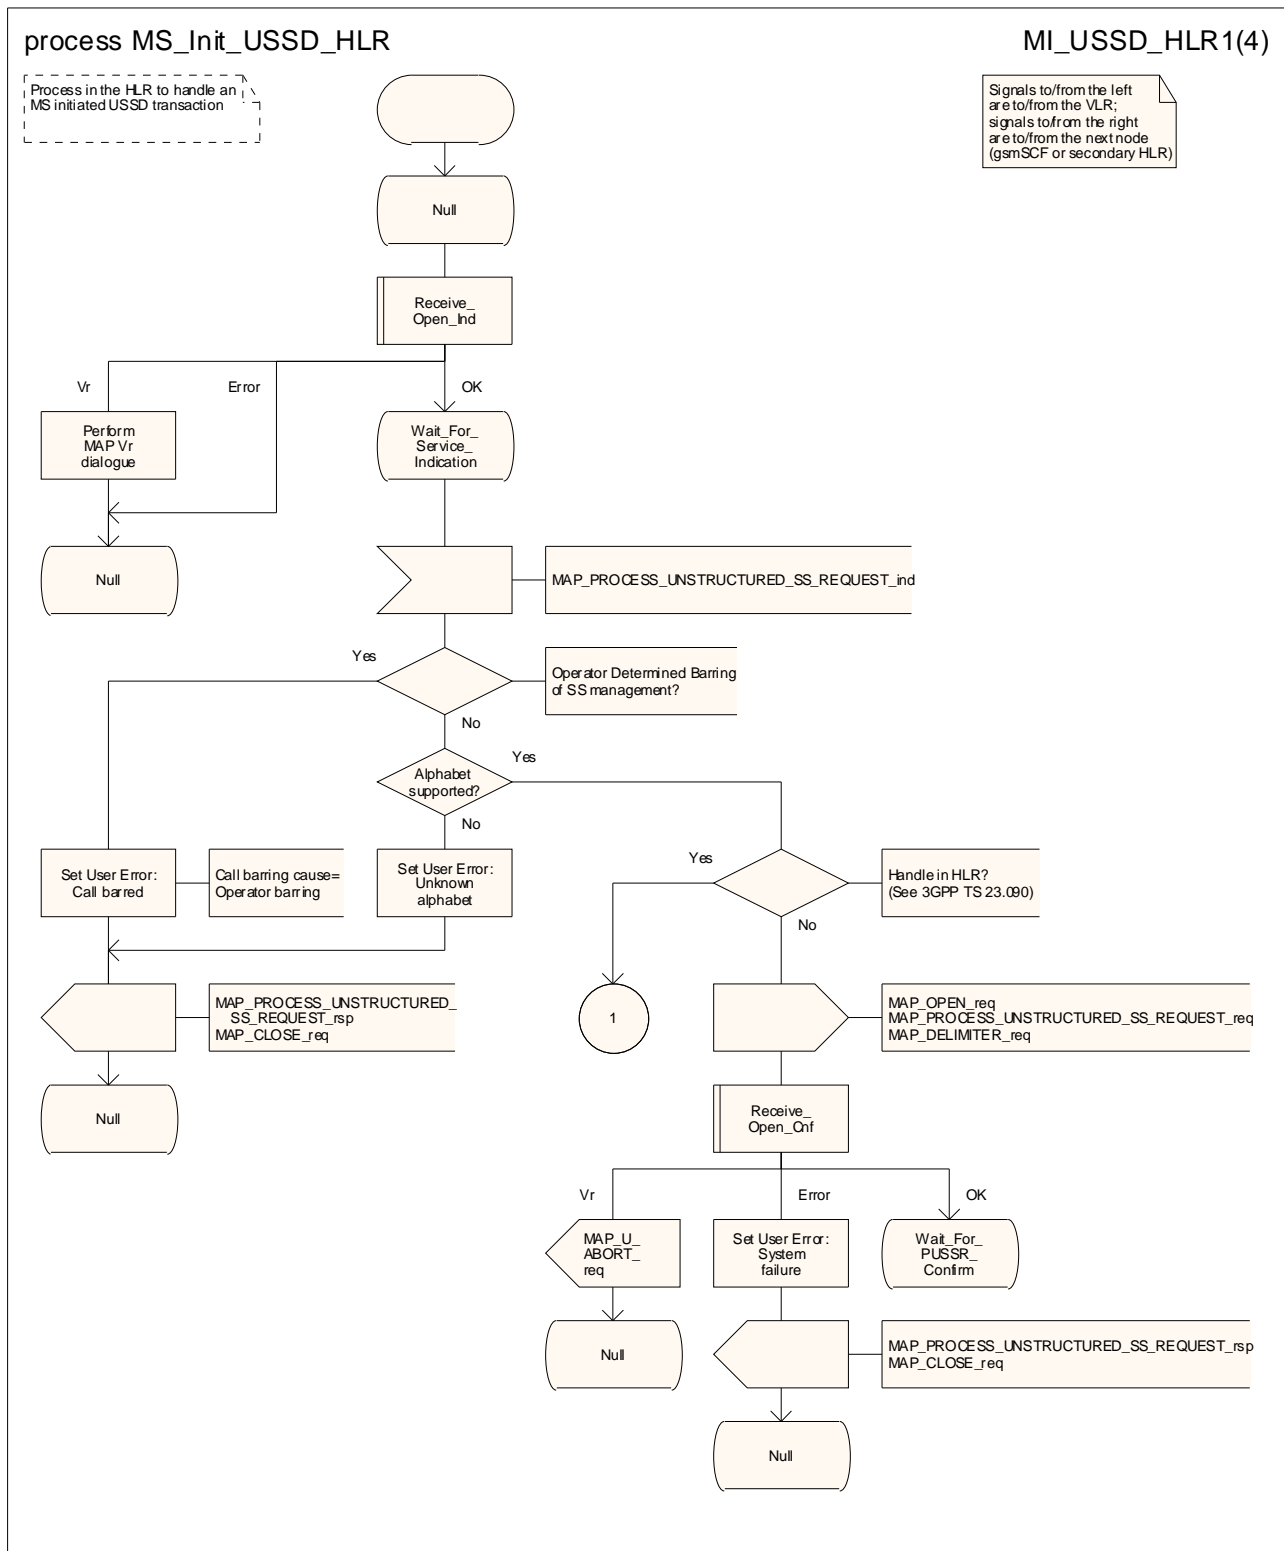 process MS_Init_USSD_HLR
MI_USSD_HLR1(4)
Process in the HLR to handle an
MS initiated USSD transaction
Signals to/from the left
are to/from the VLR;
signals to/from the right
are to/from the next node
(gsmSCF or secondary HLR)
Null
Receive_
Open_Ind
Vr
Error
OK
Perform
MAP Vr
dialogue
Wait_For_
Service_
Indication
Null
MAP_PROCESS_UNSTRUCTURED_SS_REQUEST_ind
Yes
Operator Determined Barring
of SS management?
No
Yes
Alphabet
supported?
No
Yes
Set User Error:
Call barred
Call barring cause=
Operator barring
Set User Error:
Unknown
alphabet
Handle in HLR?
(See 3GPP TS 23.090)
No
MAP_PROCESS_UNSTRUCTURED_
SS_REQUEST_rsp
MAP_CLOSE_req
1
MAP_OPEN_req
MAP_PROCESS_UNSTRUCTURED_SS_REQUEST_req
MAP_DELIMITER_req
Null
Receive_
Open_Cnf
Vr
Error
OK
MAP_U_
ABORT_
req
Set User Error:
System
failure
Wait_For_
PUSSR_
Confirm
Null
MAP_PROCESS_UNSTRUCTURED_SS_REQUEST_rsp
MAP_CLOSE_req
Null